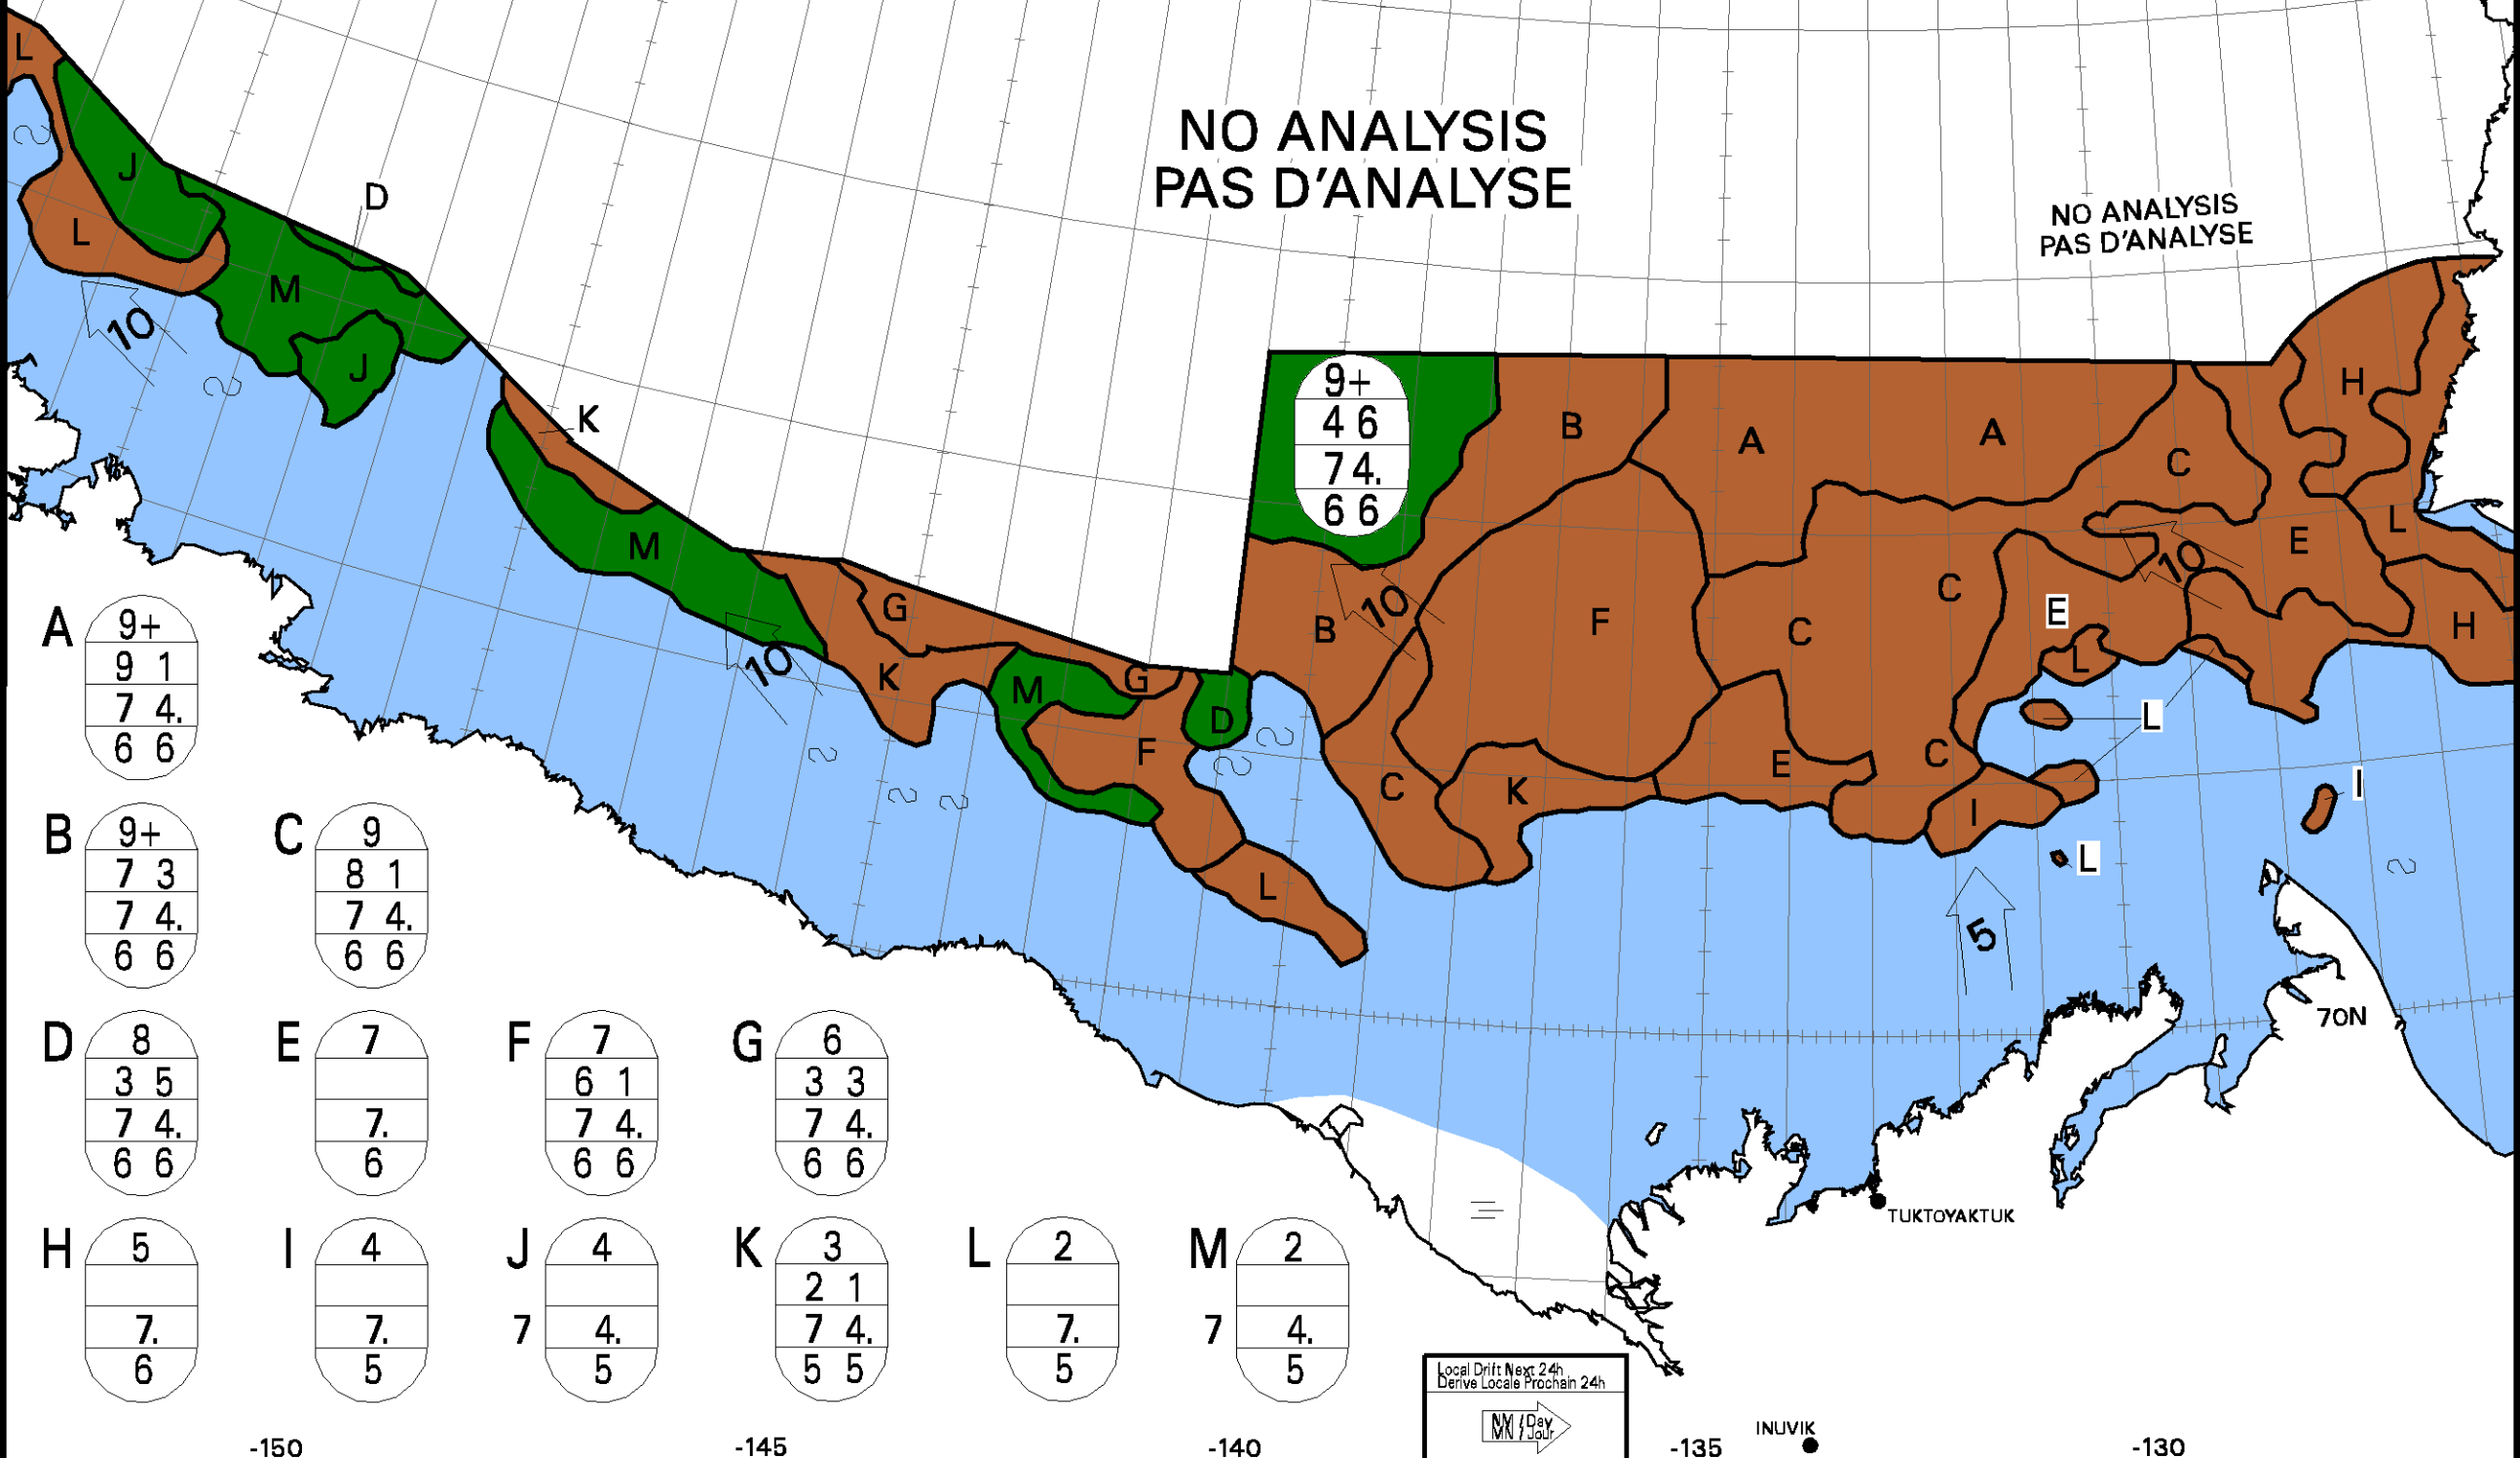 NO ANALYSIS
PAS D'ANALYSE
NO ANALYSIS
PAS D'ANALYSE
L
J
D
L
M
J
10
K
M
10
G
K
M
G
D
F
L
9+
4 6
7 4.
6 6
B
A
A
C
H
L
E
10
B
10
F
C
C
E
H
L
L
C
K
E
C
I
I
L
5
70N
TUKTOYAKTUK
A
9+
9 1
7 4.
6 6
B
9+
7 3
7 4.
6 6
C
9
8 1
7 4.
6 6
D
8
3 5
7 4.
6 6
E
7
7.
6
F
7
6 1
7 4.
6 6
G
6
3 3
7 4.
6 6
H
5
7.
6
I
4
7.
5
J
4
7 4.
5
K
3
2 1
7 4.
5 5
L
2
7.
5
M
2
7 4.
5
Local Drift Next 24h
Derive Locale Prochain 24h
NM / Day
MN / Jour
INUVIK
-150 -145 -140 -135 -130